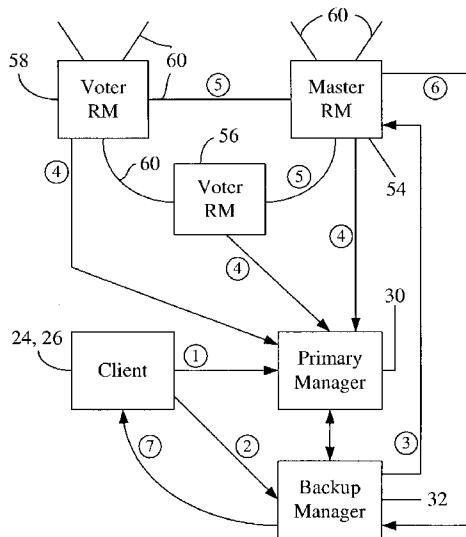 60
60
58
Voter
RM
60
5
Master
RM
6
56
4
60
Voter
RM
5
54
4
4
30
24, 26
Client
1
Primary
Manager
7
2
3
Backup
Manager
32